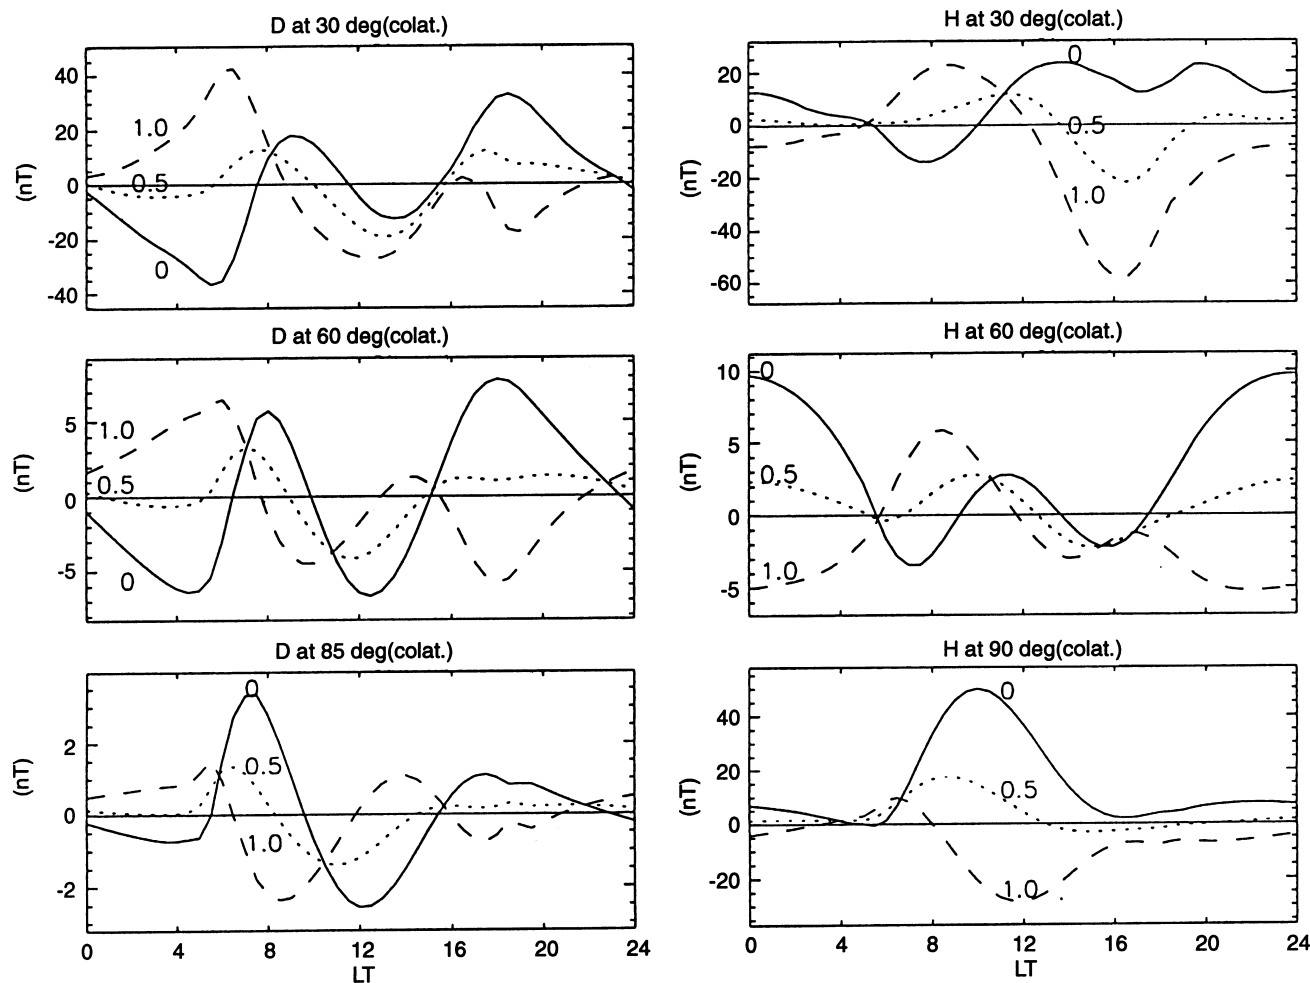 D at 30 deg(colat.)
40
20
0
-20
-40
(nT)
1.0
0.5
0
H at 30 deg(colat.)
20
0
-20
-40
-60
(nT)
0
0.5
1.0
D at 60 deg(colat.)
5
0
-5
(nT)
1.0
0.5
0
H at 60 deg(colat.)
10
5
0
-5
(nT)
0
0.5
1.0
D at 85 deg(colat.)
2
0
-2
(nT)
0
0.5
1.0
0 4 8 12 16 20 24
LT
H at 90 deg(colat.)
40
20
0
-20
(nT)
0
0.5
1.0
0 4 8 12 16 20 24
LT